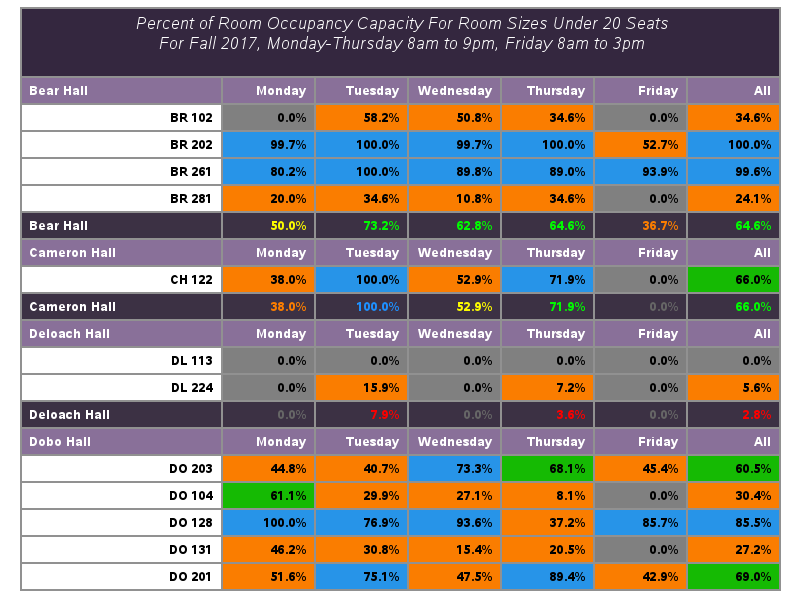 Percent of Room Occupancy Capacity For Room Sizes Under 20 Seats
For Fall 2017, Monday-Thursday 8am to 9pm, Friday 8am to 3pm
Bear Hall Monday Tuesday Wednesday Thursday Friday All
BR 102 0.0% 58.2% 50.8% 34.6% 0.0% 34.6%
BR 202 99.7% 100.0% 99.7% 100.0% 52.7% 100.0%
BR 261 80.2% 100.0% 89.8% 89.0% 93.9% 99.6%
BR 281 20.0% 34.6% 10.8% 34.6% 0.0% 24.1%
Bear Hall 50.0% 73.2% 62.8% 64.6% 36.7% 64.6%
Cameron Hall Monday Tuesday Wednesday Thursday Friday All
CH 122 38.0% 100.0% 52.9% 71.9% 0.0% 66.0%
Cameron Hall 38.0% 100.0% 52.9% 71.9% 0.0% 66.0%
Deloach Hall Monday Tuesday Wednesday Thursday Friday All
DL 113 0.0% 0.0% 0.0% 0.0% 0.0% 0.0%
DL 224 0.0% 15.9% 0.0% 7.2% 0.0% 5.6%
Deloach Hall 0.0% 7.9% 0.0% 3.6% 0.0% 2.8%
Dobo Hall Monday Tuesday Wednesday Thursday Friday All
DO 203 44.8% 40.7% 73.3% 68.1% 45.4% 60.5%
DO 104 61.1% 29.9% 27.1% 8.1% 0.0% 30.4%
DO 128 100.0% 76.9% 93.6% 37.2% 85.7% 85.5%
DO 131 46.2% 30.8% 15.4% 20.5% 0.0% 27.2%
DO 201 51.6% 75.1% 47.5% 89.4% 42.9% 69.0%